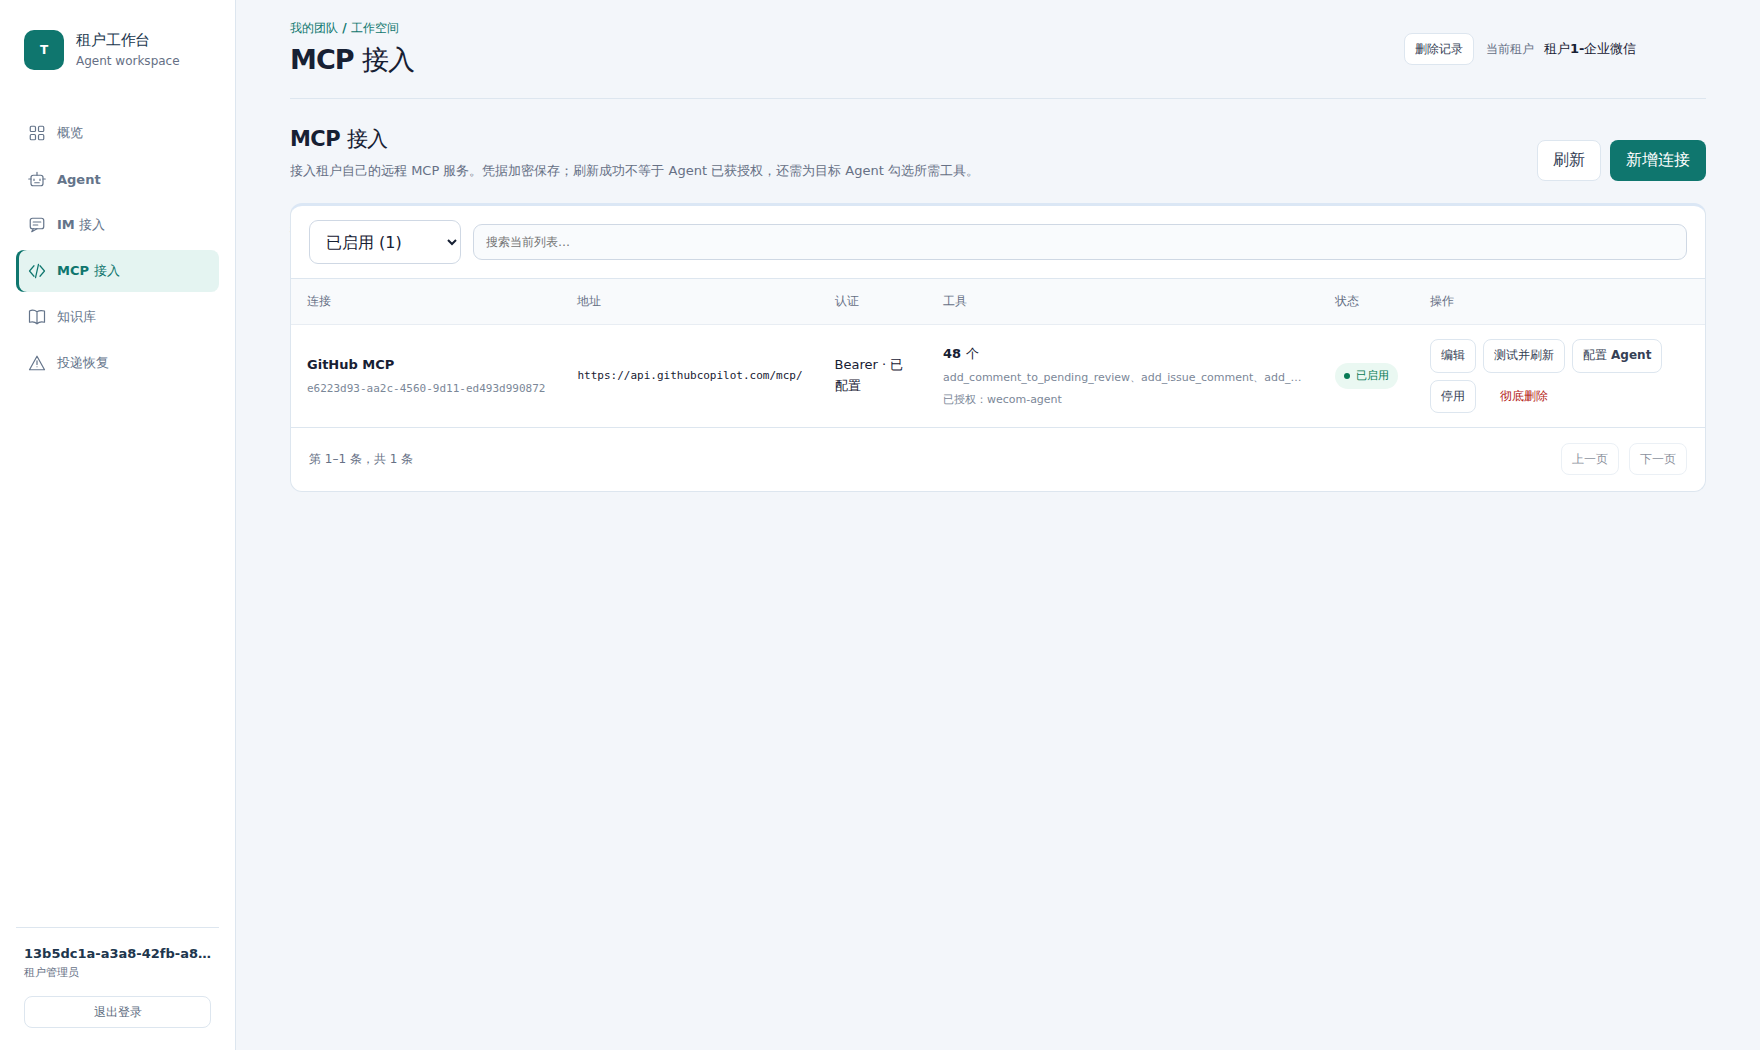 T
租户工作台
Agent workspace
概览
Agent
IM 接入
MCP 接入
知识库
投递恢复
13b5dc1a-a3a8-42fb-a8...
租户管理员
退出登录
我的团队 / 工作空间
MCP 接入
删除记录 当前租户 租户1-企业微信
MCP 接入
接入租户自己的远程 MCP 服务。凭据加密保存；刷新成功不等于 Agent 已获授权，还需为目标 Agent 勾选所需工具。
刷新 新增连接
已启用 (1) 搜索当前列表...
连接 地址 认证 工具 状态 操作
GitHub MCP
e6223d93-aa2c-4560-9d11-ed493d990872
https://api.githubcopilot.com/mcp/
Bearer · 已
配置
48 个
add_comment_to_pending_review、add_issue_comment、add_...
已授权：wecom-agent
已启用
编辑 测试并刷新 配置 Agent
停用 彻底删除
第 1–1 条，共 1 条
上一页 下一页